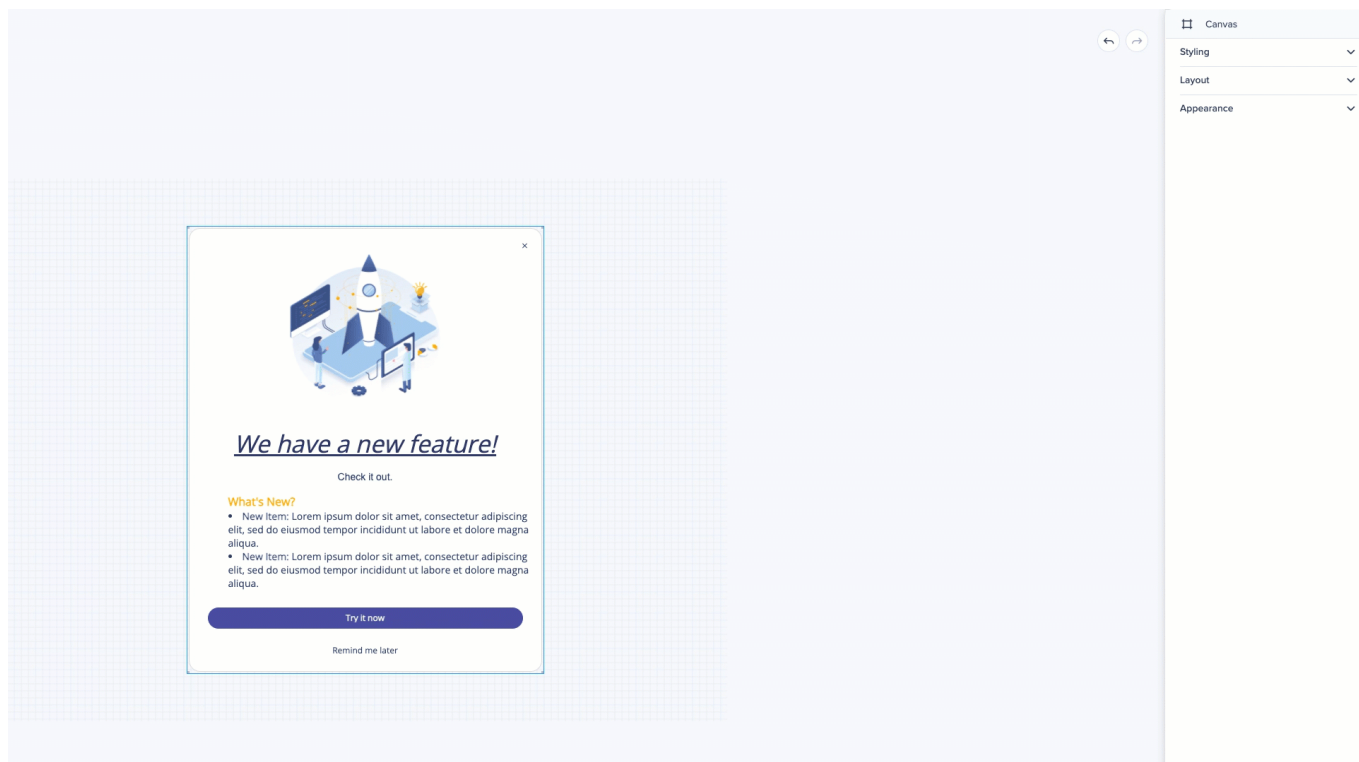 Canvas
Styling
Layout
Appearance
×
We have a new feature!
Check it out.
What's New?
• New Item: Lorem ipsum dolor sit amet, consectetur adipiscing
elit, sed do eiusmod tempor incididunt ut labore et dolore magna
aliqua.
• New Item: Lorem ipsum dolor sit amet, consectetur adipiscing
elit, sed do eiusmod tempor incididunt ut labore et dolore magna
aliqua.
Try it now
Remind me later